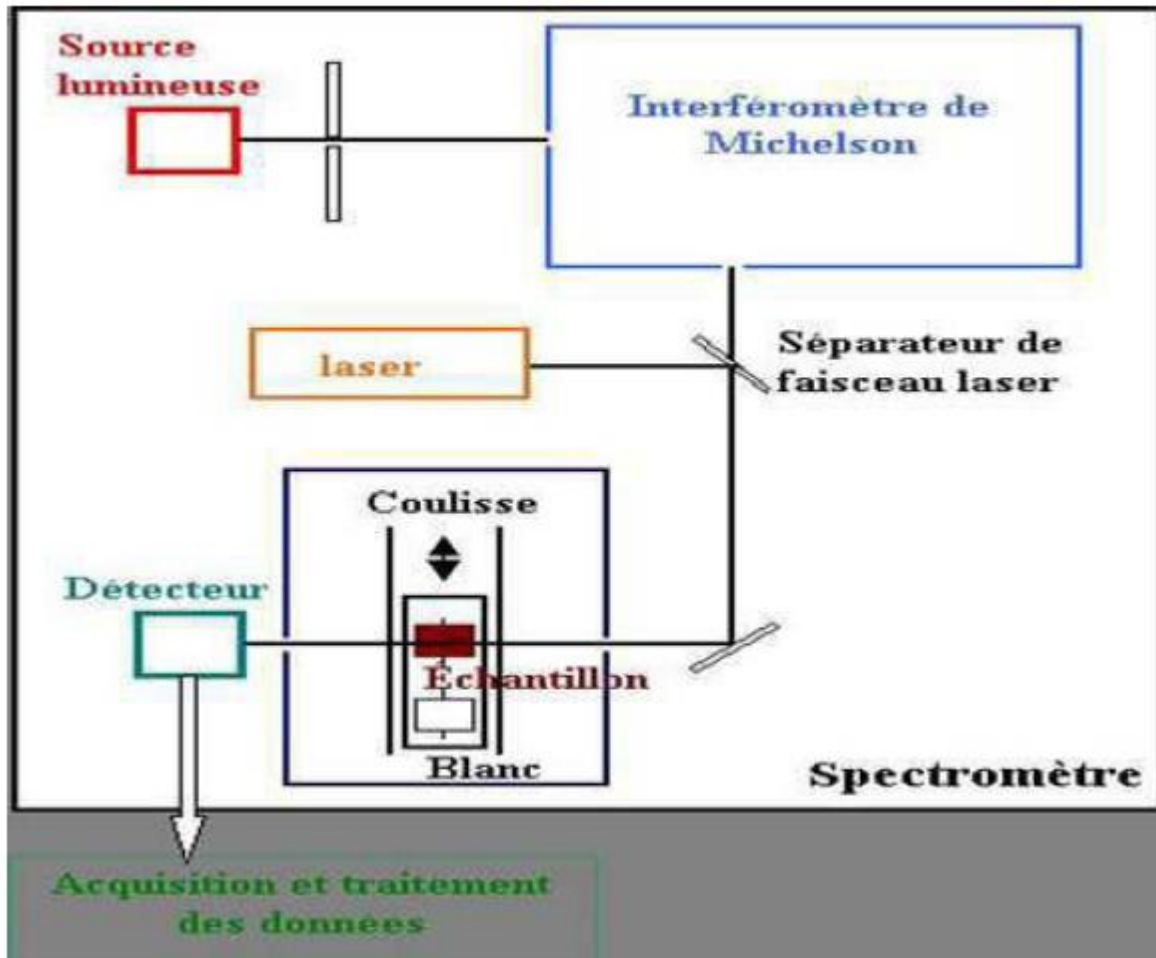 Source
lumineuse
Interféromètre de
Michelson
laser
Séparateur de
faisceau laser
Coulisse
Détecteur
Échantillon
Blanc
Spectromètre
Acquisition et traitement
des données